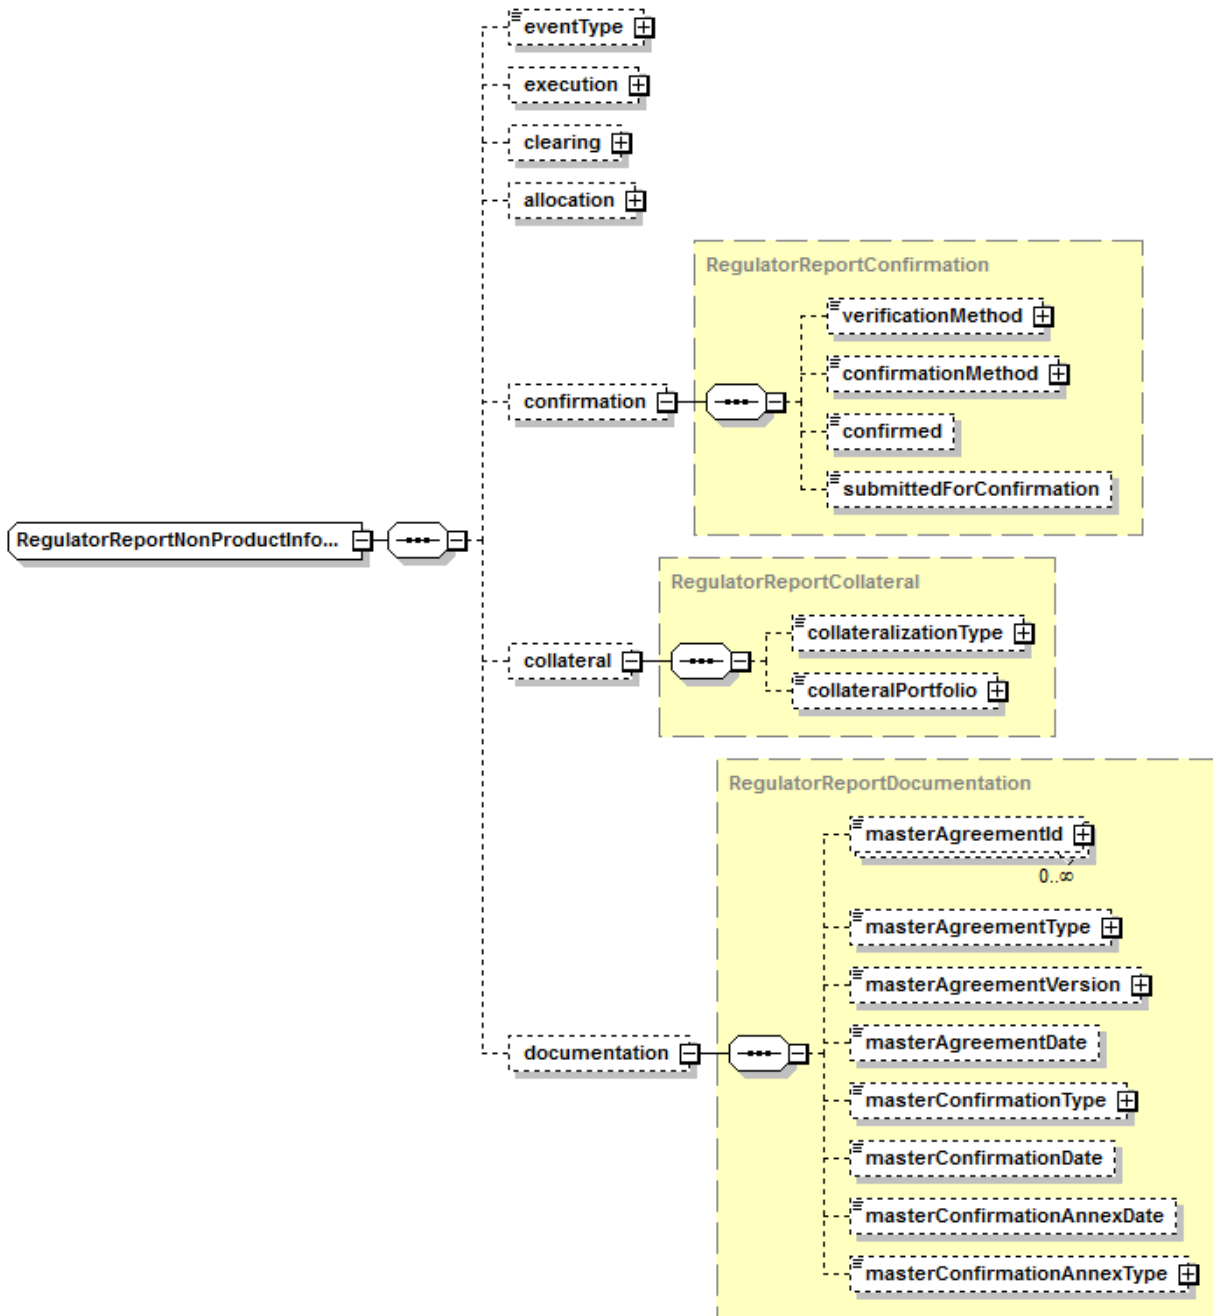 eventType
execution
clearing
allocation
RegulatorReportConfirmation
verificationMethod
confirmationMethod
confirmation
confirmed
submittedForConfirmation
RegulatorReportNonProductInfo...
RegulatorReportCollateral
collateralizationType
collateral
collateralPortfolio
RegulatorReportDocumentation
masterAgreementId
0..∞
masterAgreementType
masterAgreementVersion
masterAgreementDate
documentation
masterConfirmationType
masterConfirmationDate
masterConfirmationAnnexDate
masterConfirmationAnnexType